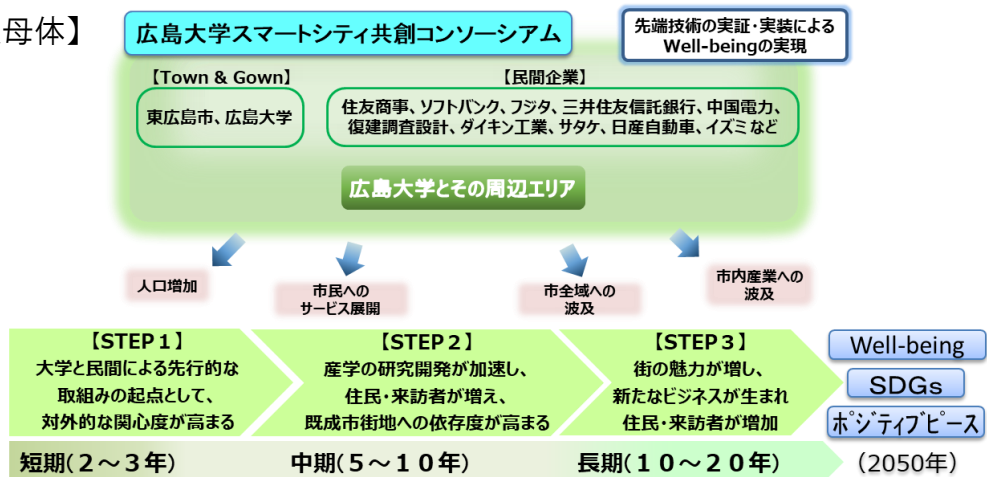 母体】
広島大学スマートシティ共創コンソーシアム
先端技術の実証・実装による
Well-beingの実現
【Town & Gown】
東広島市、広島大学
【民間企業】
住友商事、ソフトバンク、フジタ、三井住友信託銀行、中国電力、
復建調査設計、ダイキン工業、サタケ、日産自動車、イズミなど
広島大学とその周辺エリア
人口増加
市民への
サービス展開
市全域への
波及
市内産業への
波及
【STEP1】
大学と民間による先行的な
取組みの起点として、
対外的な関心度が高まる
【STEP2】
産学の研究開発が加速し、
住民・来訪者が増え、
既成市街地への依存度が高まる
【STEP3】
街の魅力が増し、
新たなビジネスが生まれ
住民・来訪者が増加
Well-being
SDGs
ポジティブピース
短期(2~3年)
中期(5~10年)
長期(10~20年)
(2050年)